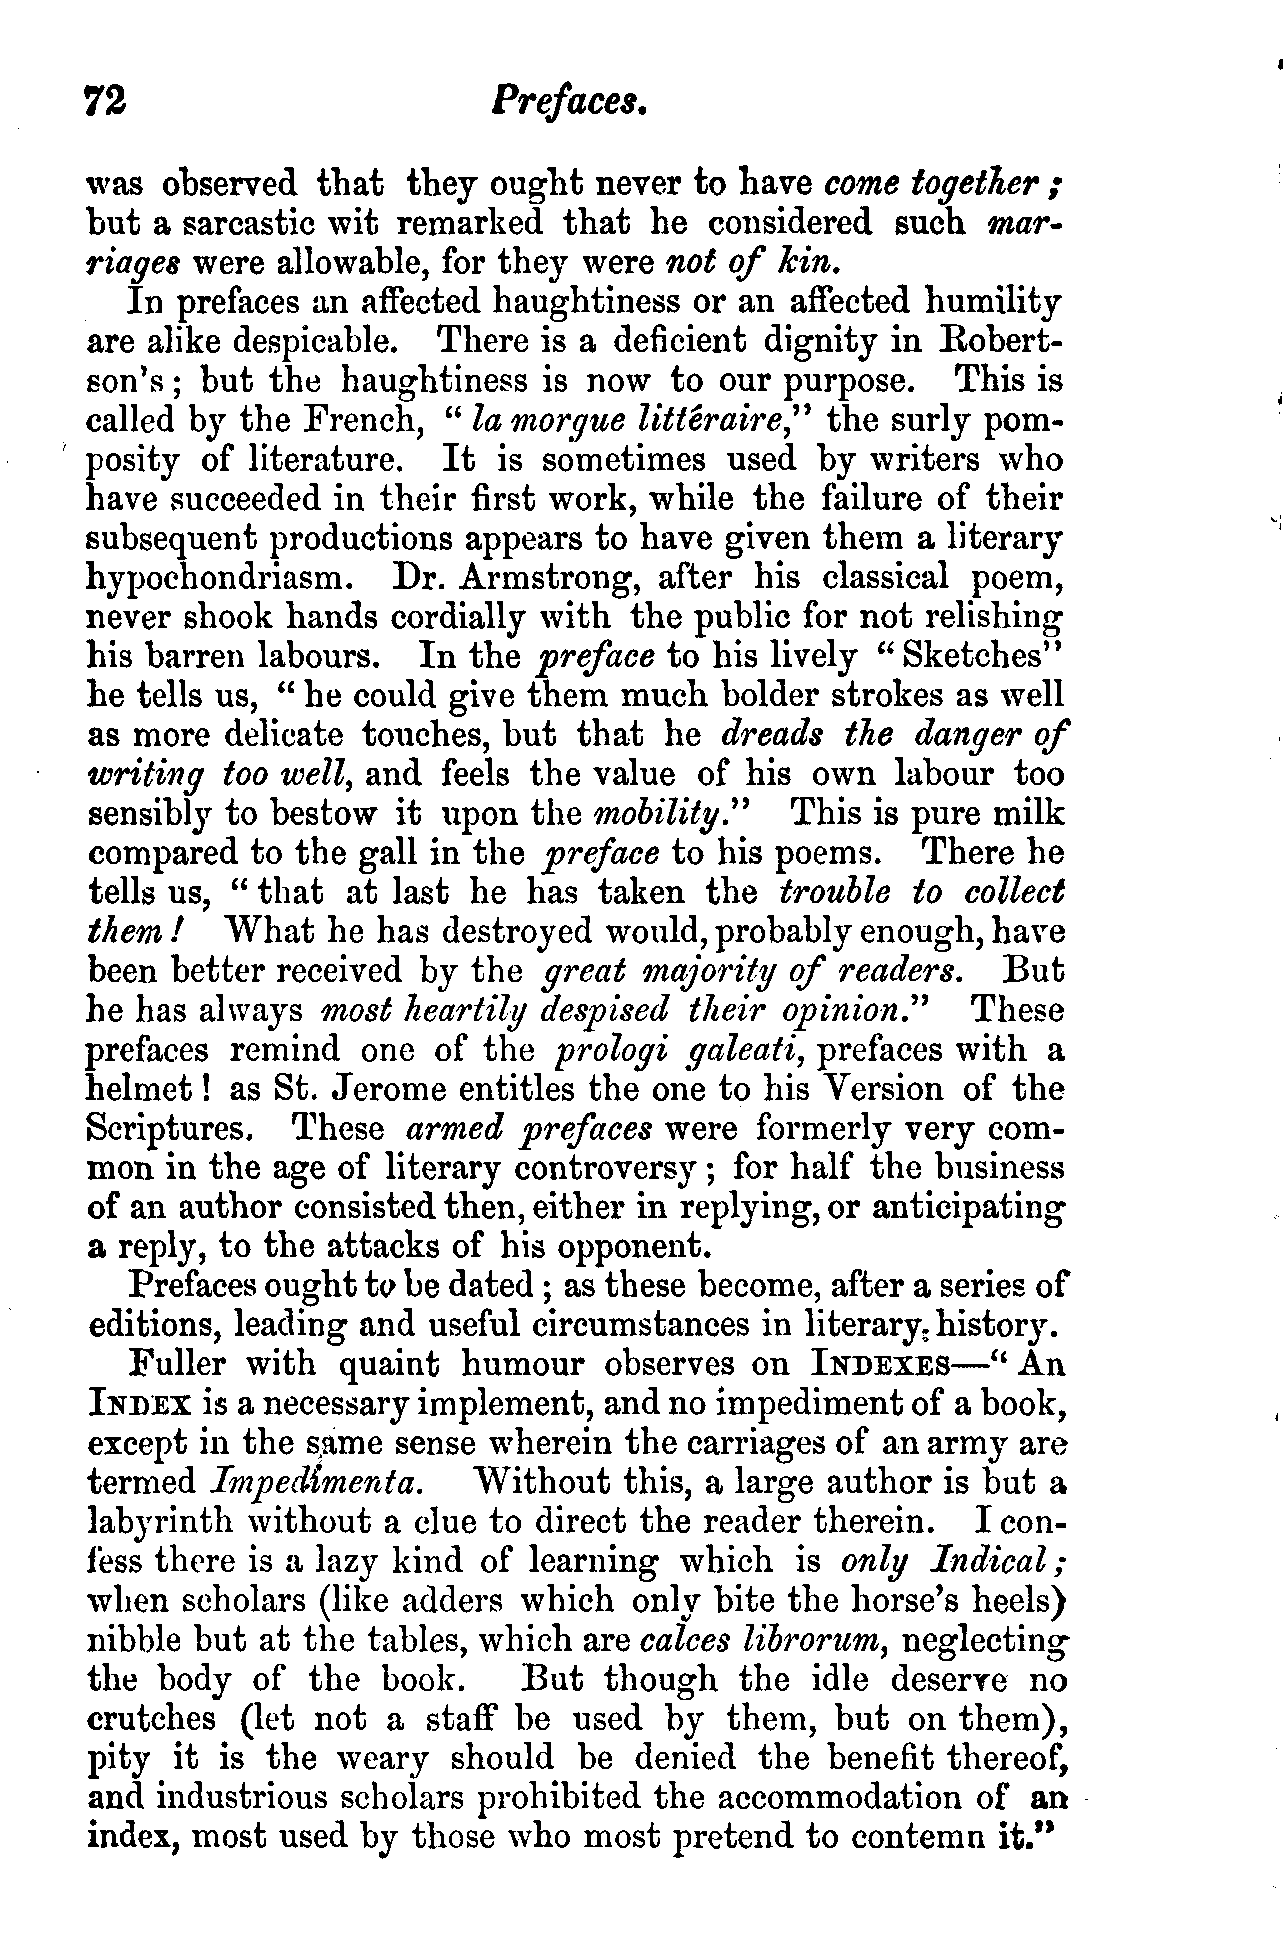 72 Prefaces.
was observed that they ought never to have come together;
but a sarcastic wit remarked that he considered such mar-
riages were allowable, for they were not of kin.
In prefaces an affected haughtiness or an affected humility
are alike despicable. There is a deficient dignity in Robert-
son's; but the haughtiness is now to our purpose. This is
called by the French, "la morgue littéraire," the surly pom-
posity of literature. It is sometimes used by writers who
have succeeded in their first work, while the failure of their
subsequent productions appears to have given them a literary
hypochondriasm. Dr. Armstrong, after his classical poem,
never shook hands cordially with the public for not relishing
his barren labours. In the preface to his lively "Sketches"
he tells us, "he could give them much bolder strokes as well
as more delicate touches, but that he dreads the danger of
writing too well, and feels the value of his own labour too
sensibly to bestow it upon the mobility." This is pure milk
compared to the gall in the preface to his poems. There he
tells us, "that at last he has taken the trouble to collect
them! What he has destroyed would, probably enough, have
been better received by the great majority of readers. But
he has always most heartily despised their opinion." These
prefaces remind one of the prologi galeati, prefaces with a
helmet! as St. Jerome entitles the one to his Version of the
Scriptures. These armed prefaces were formerly very com-
mon in the age of literary controversy; for half the business
of an author consisted then, either in replying, or anticipating
a reply, to the attacks of his opponent.
Prefaces ought to be dated; as these become, after a series of
editions, leading and useful circumstances in literary history.
Fuller with quaint humour observes on INDEXES—"An
INDEX is a necessary implement, and no impediment of a book,
except in the same sense wherein the carriages of an army are
termed Impedimenta. Without this, a large author is but a
labyrinth without a clue to direct the reader therein. I con-
fess there is a lazy kind of learning which is only Indical;
when scholars (like adders which only bite the horse's heels)
nibble but at the tables, which are calces librorum, neglecting
the body of the book. But though the idle deserve no
crutches (let not a staff be used by them, but on them),
pity it is the weary should be denied the benefit thereof,
and industrious scholars prohibited the accommodation of an
index, most used by those who most pretend to contemn it."